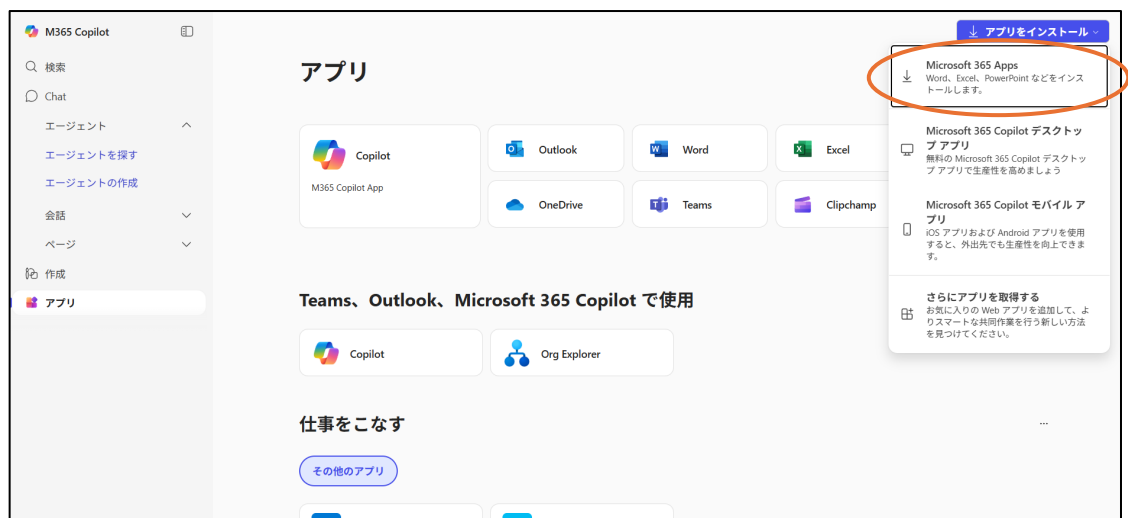 M365 Copilot
検索
Chat
エージェント
エージェントを探す
エージェントの作成
会話
ページ
作成
アプリ
アプリをインストール
アプリ
Copilot
M365 Copilot App
Outlook
Word
Excel
OneDrive
Teams
Clipchamp
Microsoft 365 Apps
Word、Excel、PowerPoint などをインス
トールします。
Microsoft 365 Copilot デスクトッ
プ アプリ
無料の Microsoft 365 Copilot デスクトッ
プ アプリで生産性を高めましょう
Microsoft 365 Copilot モバイル ア
プリ
iOS アプリおよび Android アプリを使用
すると、外出先でも生産性を向上できま
す。
さらにアプリを取得する
お気に入りの Web アプリを追加して、よ
りスマートな共同作業を行う新しい方法
を見つけてください。
Teams、Outlook、Microsoft 365 Copilot で使用
Copilot
Org Explorer
仕事をこなす
...
その他のアプリ